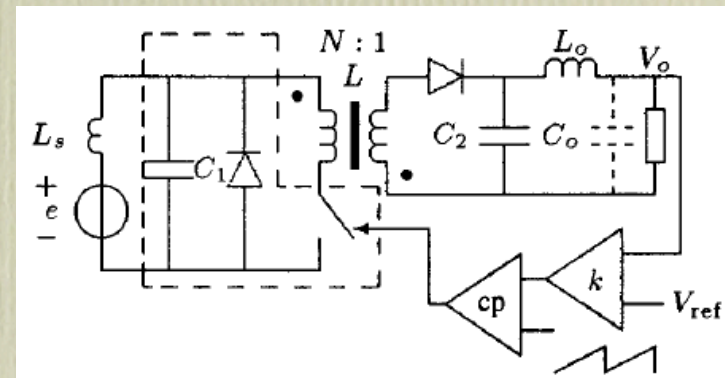 N : 1
L
L_o
V_o
L_s
C_1
C_2
C_o
+
e
−
cp
k
V_ref